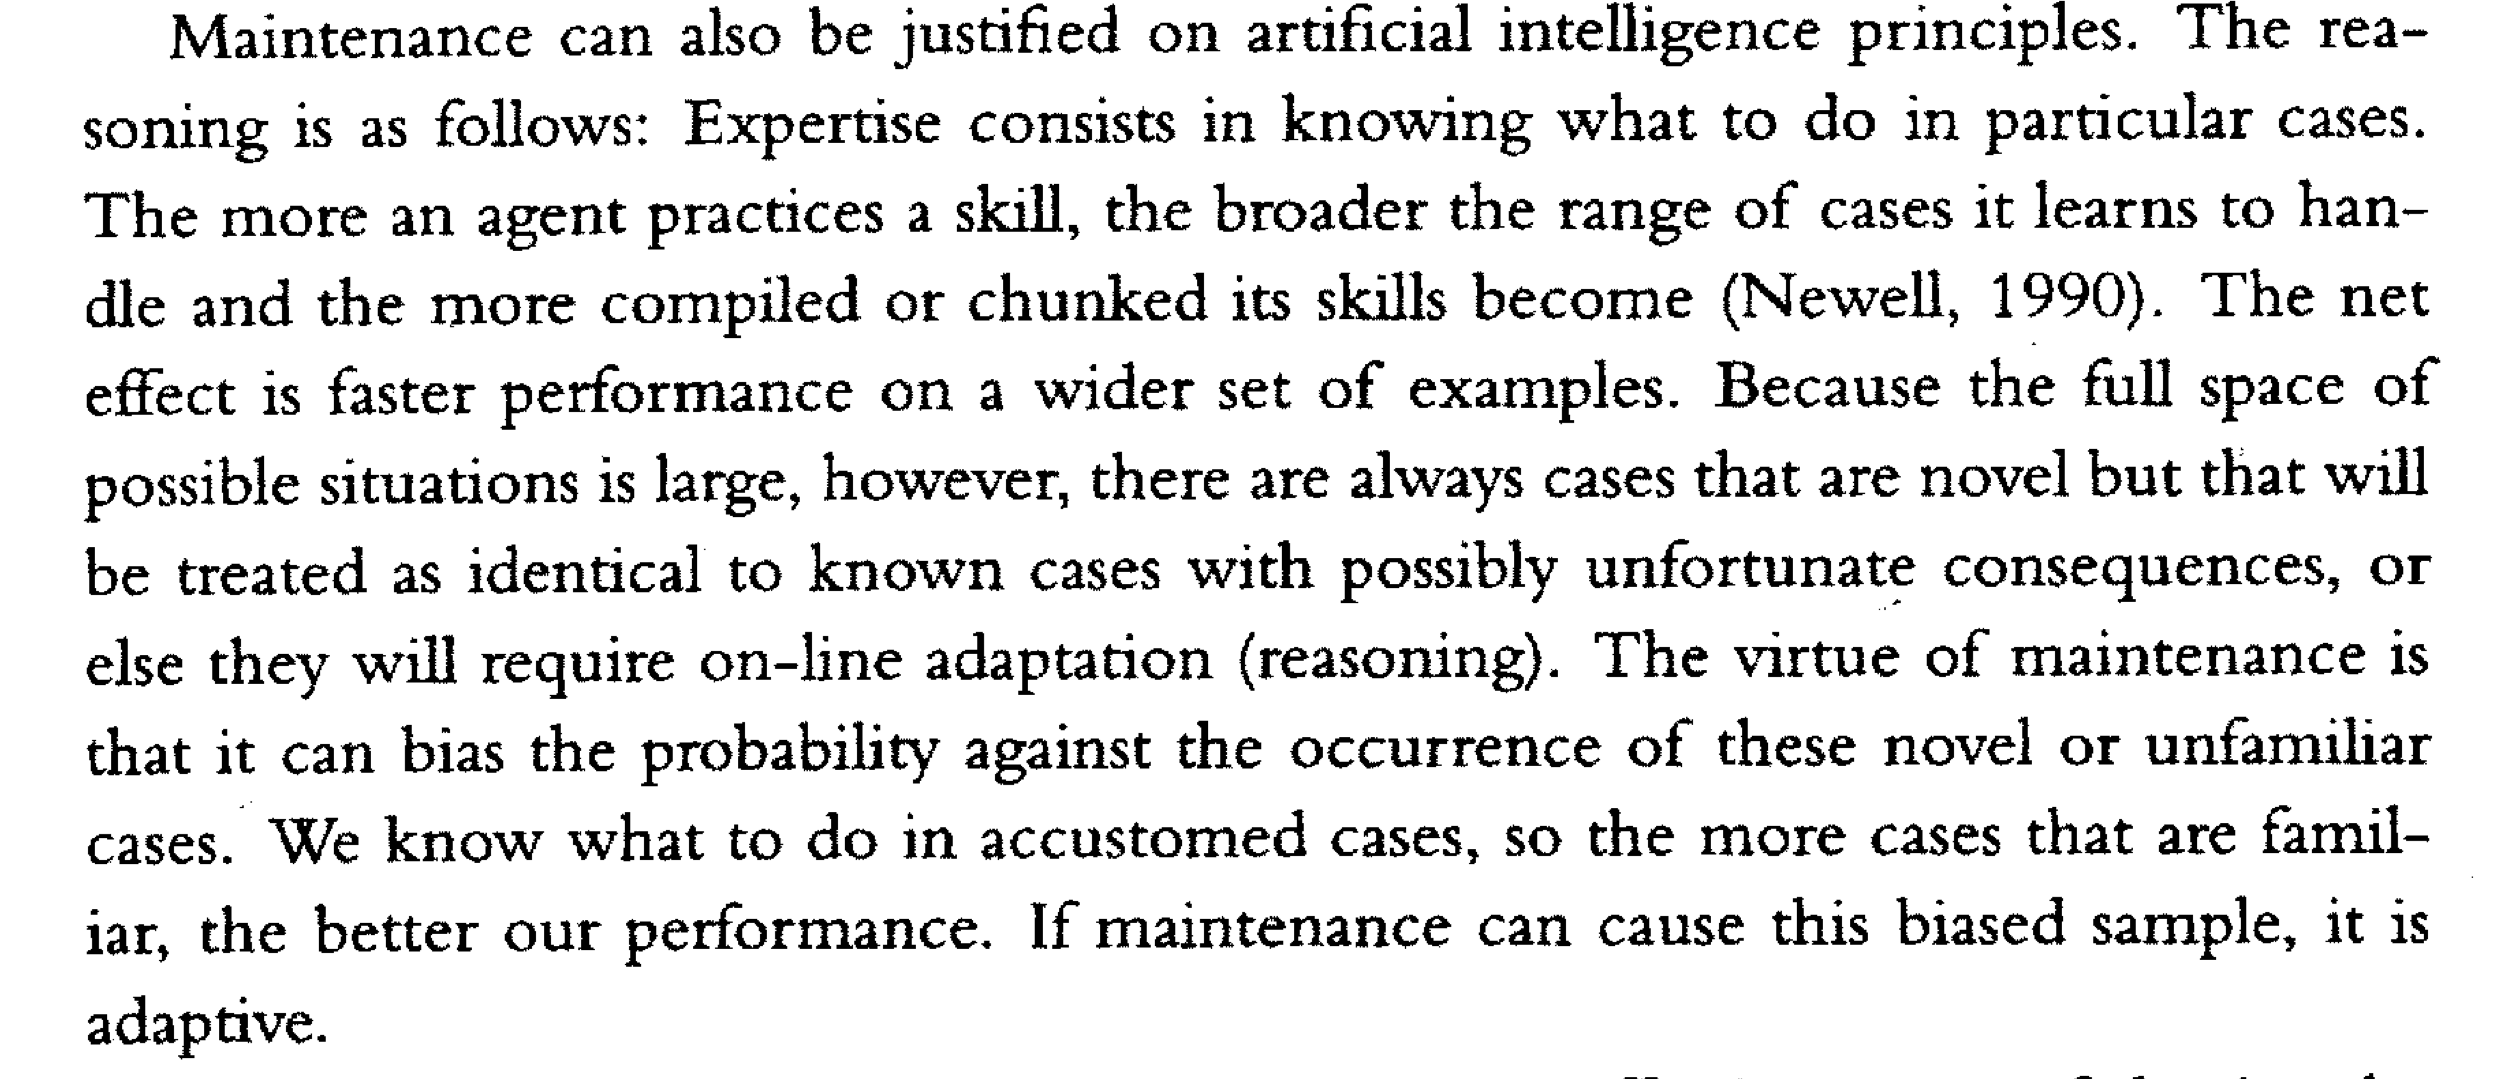 Maintenance can also be justified on artificial intelligence principles. The rea-
soning is as follows: Expertise consists in knowing what to do in particular cases.
The more an agent practices a skill, the broader the range of cases it learns to han-
dle and the more compiled or chunked its skills become (Newell, 1990). The net
effect is faster performance on a wider set of examples. Because the full space of
possible situations is large, however, there are always cases that are novel but that will
be treated as identical to known cases with possibly unfortunate consequences, or
else they will require on-line adaptation (reasoning). The virtue of maintenance is
that it can bias the probability against the occurrence of these novel or unfamiliar
cases. We know what to do in accustomed cases, so the more cases that are famil-
iar, the better our performance. If maintenance can cause this biased sample, it is
adaptive.